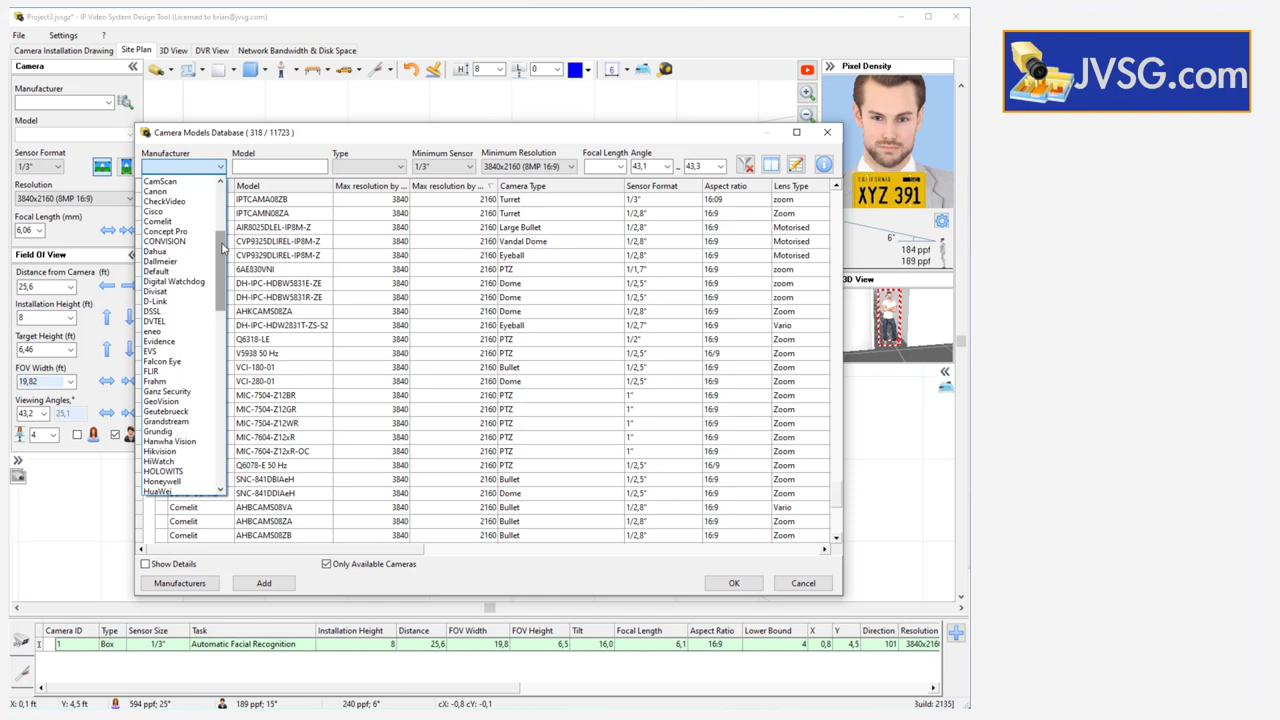 Project3.jvsgz* - IP Video System Design Tool (Licensed to brian@jvsg.com)
File Settings ?
Camera Installation Drawing Site Plan 3D View DVR View Network Bandwidth & Disk Space
JVSG.com
Camera
H 8 L 0 6
Pixel Density
Manufacturer
Model
Sensor Format
1/3"
Resolution
3840x2160 (8MP 16:9)
Focal Length (mm)
6,06
Field Of View
Distance from Camera (ft)
25,6
Installation Height (ft)
8
Target Height (ft)
6,46
FOV Width (ft)
19,82
Viewing Angles,°
43,2 25,1
4
Camera Models Database ( 318 / 11723 )
Manufacturer Model Type Minimum Sensor Minimum Resolution Focal Length Angle
1/3" 3840x2160 (8MP 16:9) 43,1 .. 43,3
CamScan
Canon
CheckVideo
Cisco
Comelit
Concept Pro
CONVISION
Dahua
Dallmeier
Default
Digital Watchdog
Divisat
D-Link
DSSL
DVTEL
eneo
Evidence
EVS
Falcon Eye
FLIR
Frahm
Ganz Security
GeoVision
Geutebrueck
Grandstream
Grundig
Hanwha Vision
Hikvision
HiWatch
HOLOWITS
Honeywell
HuaWei
Model Max resolution by ... Max resolution by ... Camera Type Sensor Format Aspect ratio Lens Type
IPTCAMA08ZB 3840 2160 Turret 1/3" 16:09 zoom
IPTCAMN08ZA 3840 2160 Turret 1/2,8" 16:9 Zoom
AIR8025DL-IP8M-Z 3840 2160 Large Bullet 1/2,8" 16:9 Motorised
CVP9325DLIREL-IP8M-Z 3840 2160 Vandal Dome 1/2,8" 16:9 Motorised
CVP9329DLIREL-IP8M-Z 3840 2160 Eyeball 1/2,8" 16:9 Motorised
6AE830VNI 3840 2160 PTZ 1/1,7" 16:9 zoom
DH-IPC-HDBW5831E-ZE 3840 2160 Dome 1/2,5" 16:9 Zoom
DH-IPC-HDBW5831R-ZE 3840 2160 Dome 1/2,5" 16:9 Zoom
AHKCAMS08ZA 3840 2160 Dome 1/2,8" 16:9 Zoom
DH-IPC-HDW2831T-ZS-S2 3840 2160 Eyeball 1/2,7" 16:9 Vario
Q6318-LE 3840 2160 PTZ 1/2" 16:9 Zoom
V5938 50 Hz 3840 2160 PTZ 1/2,5" 16/9 Zoom
VCI-180-01 3840 2160 Bullet 1/2,5" 16:9 Zoom
VCI-280-01 3840 2160 Dome 1/2,5" 16:9 Zoom
MIC-7504-Z12BR 3840 2160 PTZ 1" 16:9 Zoom
MIC-7504-Z12GR 3840 2160 PTZ 1" 16:9 Zoom
MIC-7504-Z12WR 3840 2160 PTZ 1" 16:9 Zoom
MIC-7604-Z12xR 3840 2160 PTZ 1" 16:9 Zoom
MIC-7604-Z12xR-OC 3840 2160 PTZ 1" 16:9 Zoom
Q6078-E 50 Hz 3840 2160 PTZ 1/2,5" 16/9 Zoom
SNC-841DBIAeH 3840 2160 Bullet 1/2,5" 16:9 Zoom
SNC-841DDIAeH 3840 2160 Dome 1/2,5" 16:9 Zoom
Comelit AHBCAMS08VA 3840 2160 Bullet 1/2,8" 16:9 Vario
Comelit AHBCAMS08ZA 3840 2160 Bullet 1/2,8" 16:9 Zoom
Comelit AHBCAMS08ZB 3840 2160 Bullet 1/2,8" 16:9 Zoom
Show Details Only Available Cameras
Manufacturers Add OK Cancel
CALIFORNIA
XYZ 391
6"
184 ppf
189 ppf
3D View
Camera ID Type Sensor Size Task Installation Height Distance FOV Width FOV Height Tilt Focal Length Aspect Ratio Lower Bound X Y Direction Resolution
1 Box 1/3" Automatic Facial Recognition 8 25,6 19,8 6,5 16,0 6,1 16:9 4 0,8 4,5 101 3840x216
X: 0,1 ft Y: 4,5 ft 594 ppf; 25° 189 ppf; 15° 240 ppf; 6° cX: -0,8 cY: -0,1 Build: 2135]